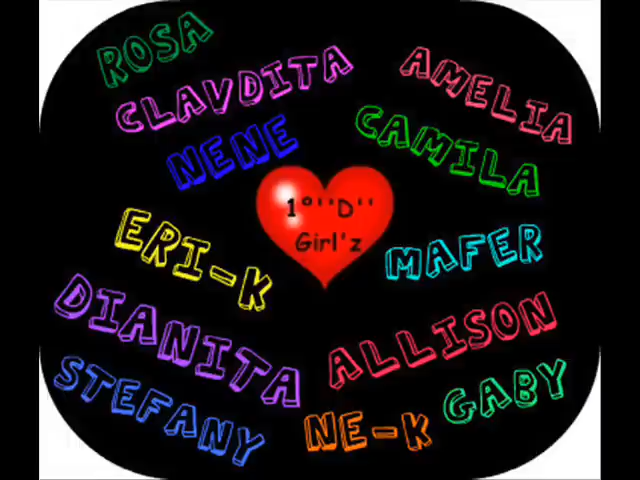 ROSA
CLAVDITA
AMELIA
NENE
CAMILA
1°''D''
Girl'z
ERI-K
MAFER
DIANITA
ALLISON
STEFANY
NE-K
GABY